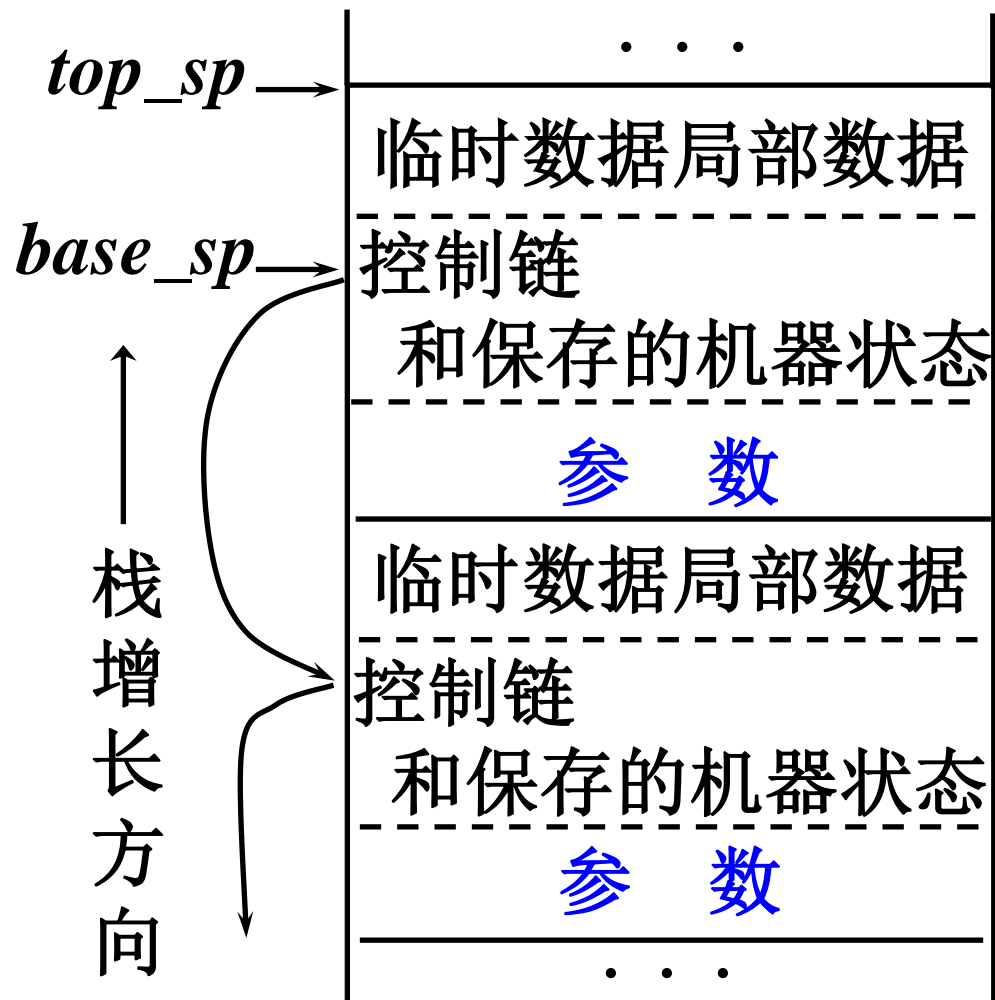 . . .
top_sp
临时数据局部数据
base_sp
控制链
和保存的机器状态
参 数
临时数据局部数据
控制链
和保存的机器状态
参 数
. . .
栈
增
长
方
向